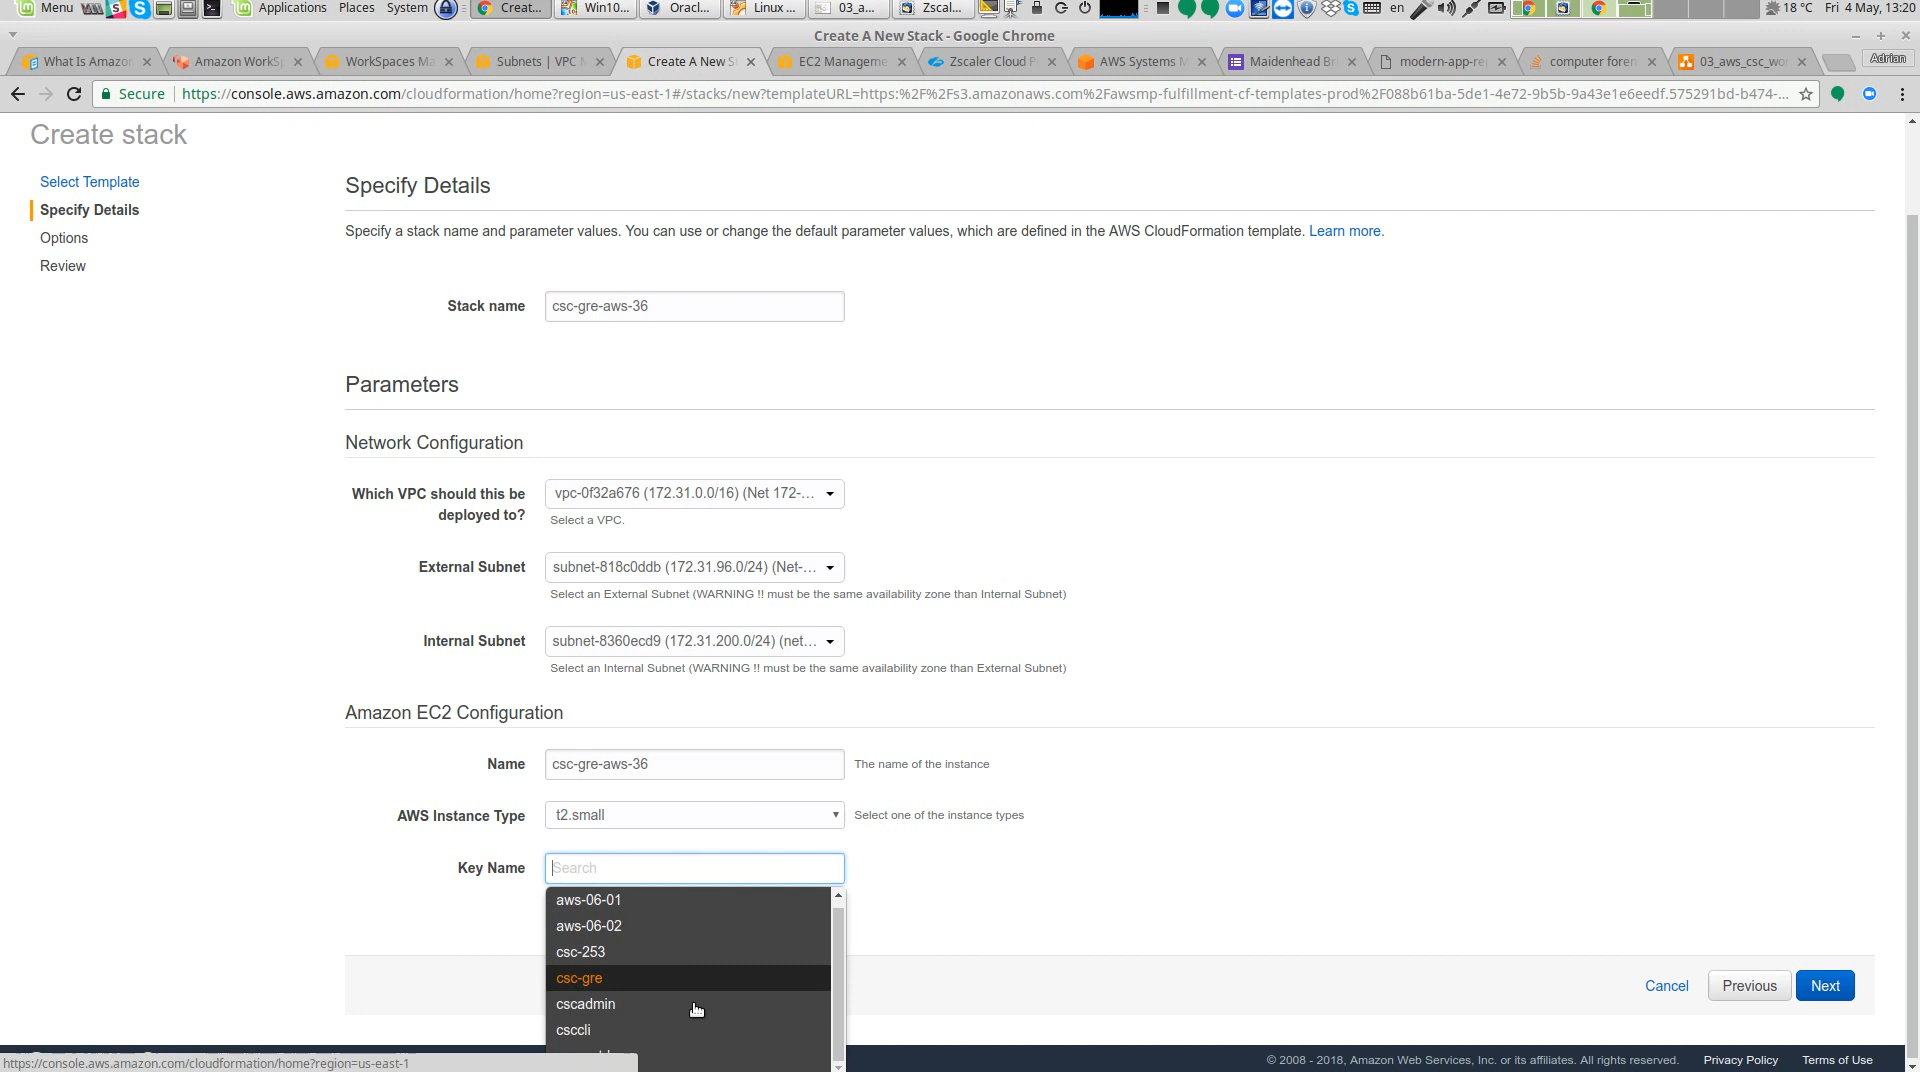 Menu
Applications Places System
Creat...
Win10...
Oracl...
Linux ...
03_a...
Zscal...
en
18 °C Fri 4 May, 13:20
Create A New Stack - Google Chrome
What Is Amazon
Amazon WorkS
WorkSpaces Ma
Subnets | VPC M
Create A New S
EC2 Manageme
Zscaler Cloud P
AWS Systems M
Maidenhead Bri
modern-app-re
computer foren
03_aws_csc_wo
Adrian
Secure https://console.aws.amazon.com/cloudformation/home?region=us-east-1#/stacks/new?templateURL=https:%2F%2Fs3.amazonaws.com%2Fawsmp-fulfillment-cf-templates-prod%2F088b61ba-5de1-4e72-9b5b-9a43e1e6eedf.575291bd-b474-...
Create stack
Select Template
Specify Details
Options
Review
Specify Details
Specify a stack name and parameter values. You can use or change the default parameter values, which are defined in the AWS CloudFormation template. Learn more.
Stack name csc-gre-aws-36
Parameters
Network Configuration
Which VPC should this be
deployed to?
vpc-0f32a676 (172.31.0.0/16) (Net 172-...
Select a VPC.
External Subnet subnet-818c0ddb (172.31.96.0/24) (Net-...
Select an External Subnet (WARNING !! must be the same availability zone than Internal Subnet)
Internal Subnet subnet-8360ecd9 (172.31.200.0/24) (net...
Select an Internal Subnet (WARNING !! must be the same availability zone than External Subnet)
Amazon EC2 Configuration
Name csc-gre-aws-36 The name of the instance
AWS Instance Type t2.small Select one of the instance types
Key Name Search
aws-06-01
aws-06-02
csc-253
csc-gre
cscadmin
csccli
Cancel Previous Next
https://console.aws.amazon.com/cloudformation/home?region=us-east-1
© 2008 - 2018, Amazon Web Services, Inc. or its affiliates. All rights reserved. Privacy Policy Terms of Use